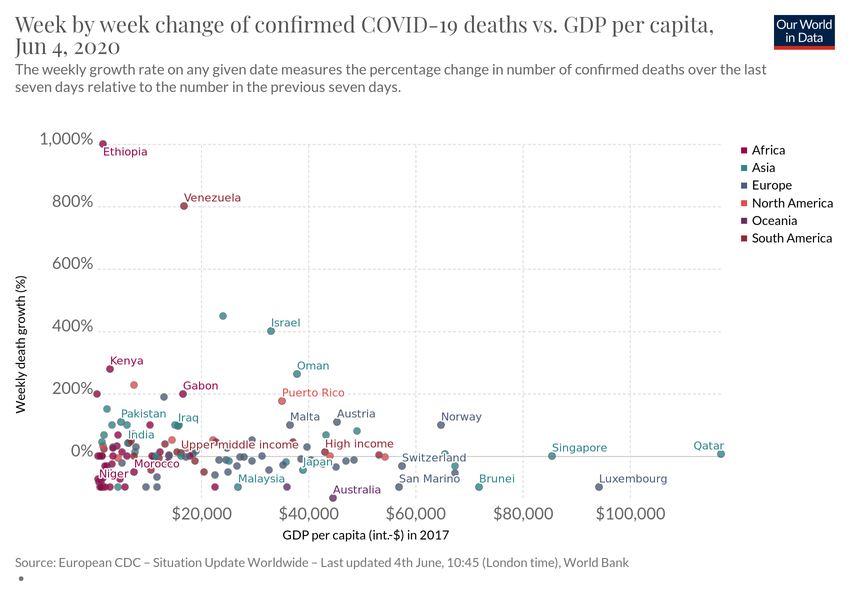 Week by week change of confirmed COVID-19 deaths vs. GDP per capita,
Jun 4, 2020
Our World
in Data
The weekly growth rate on any given date measures the percentage change in number of confirmed deaths over the last
seven days relative to the number in the previous seven days.
1,000%
Ethiopia
Africa
Asia
Europe
North America
Oceania
South America
800%
Venezuela
600%
400%
Israel
Kenya
Oman
200%
Gabon
Puerto Rico
Pakistan
Iraq
Malta
Austria
Norway
India
Upper middle income
High income
Singapore
Qatar
0%
Morocco
Japan
Switzerland
Niger
Malaysia
San Marino
Brunei
Luxembourg
Australia
Weekly death growth (%)
$20,000
$40,000
$60,000
$80,000
$100,000
GDP per capita (int.-$) in 2017
Source: European CDC – Situation Update Worldwide – Last updated 4th June, 10:45 (London time), World Bank